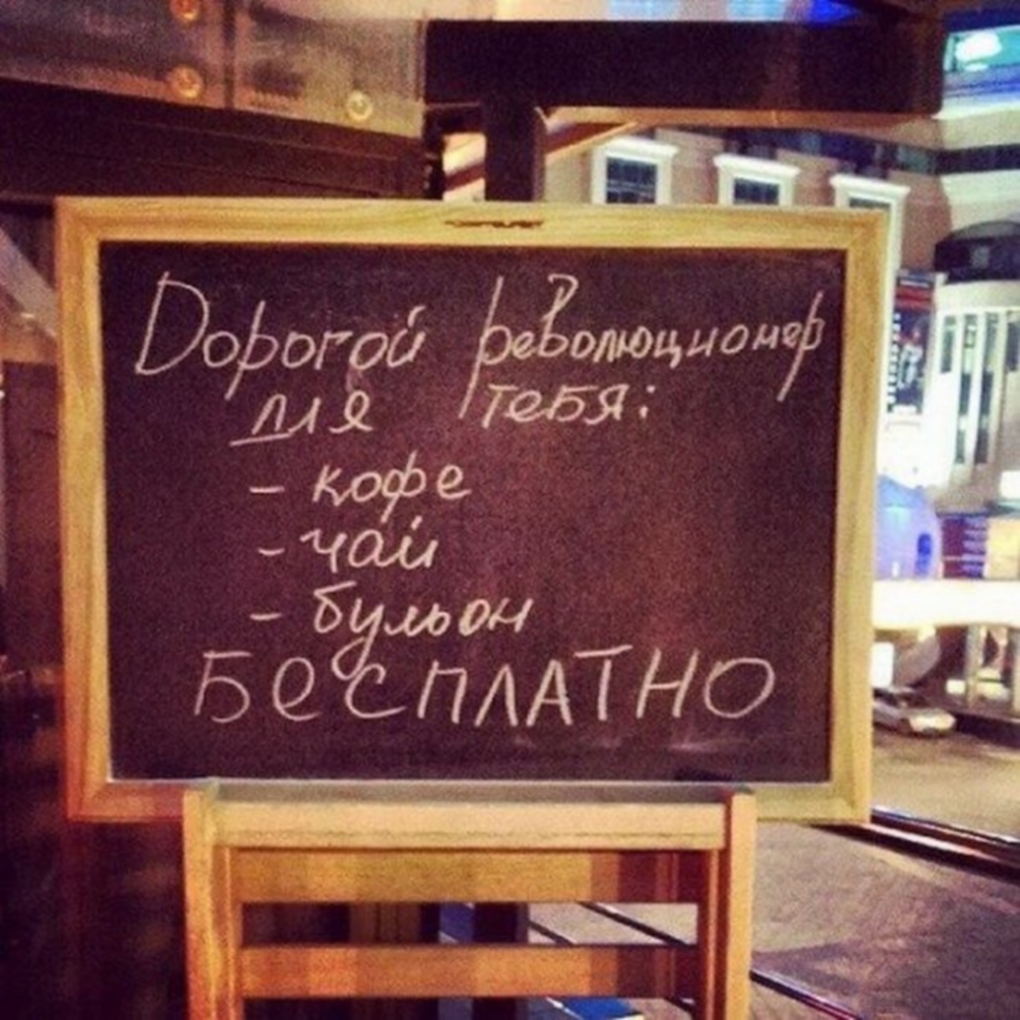 Дорогой революционер
для тебя:
- кофе
- чай
- бульон
БеСПЛАТНО